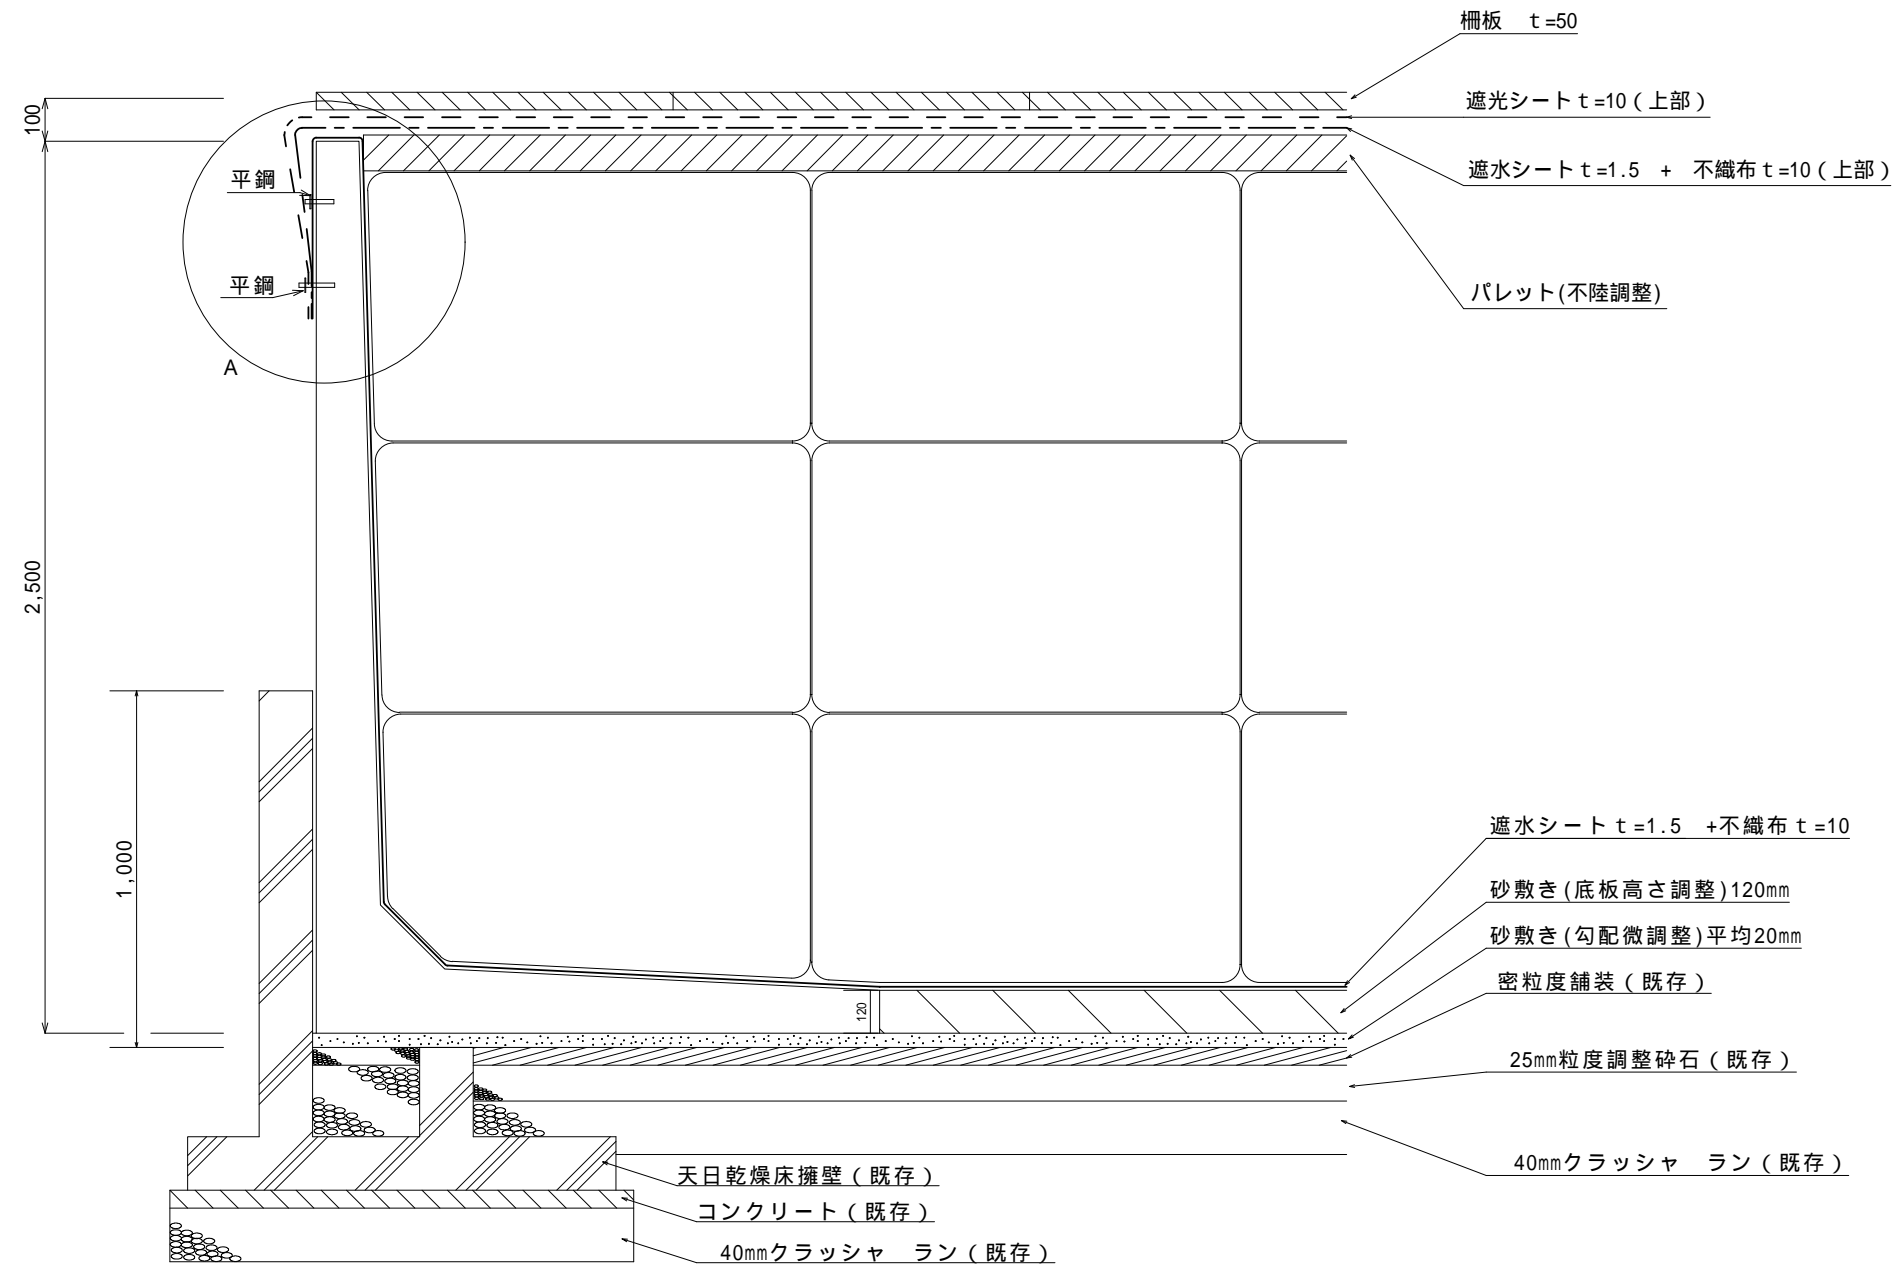 柵板　ｔ=50
100
遮光シートｔ=10（上部）
遮水シートｔ=1.5　+　不織布ｔ=10（上部）
平鋼
平鋼
パレット(不陸調整)
A
2,500
1,000
遮水シートｔ=1.5　+不織布ｔ=10
砂敷き(底板高さ調整)120㎜
砂敷き(勾配微調整)平均20㎜
密粒度舗装（既存）
120
25㎜粒度調整砕石（既存）
40㎜クラッシャ　ラン（既存）
天日乾燥床擁壁（既存）
コンクリート（既存）
40㎜クラッシャ　ラン（既存）